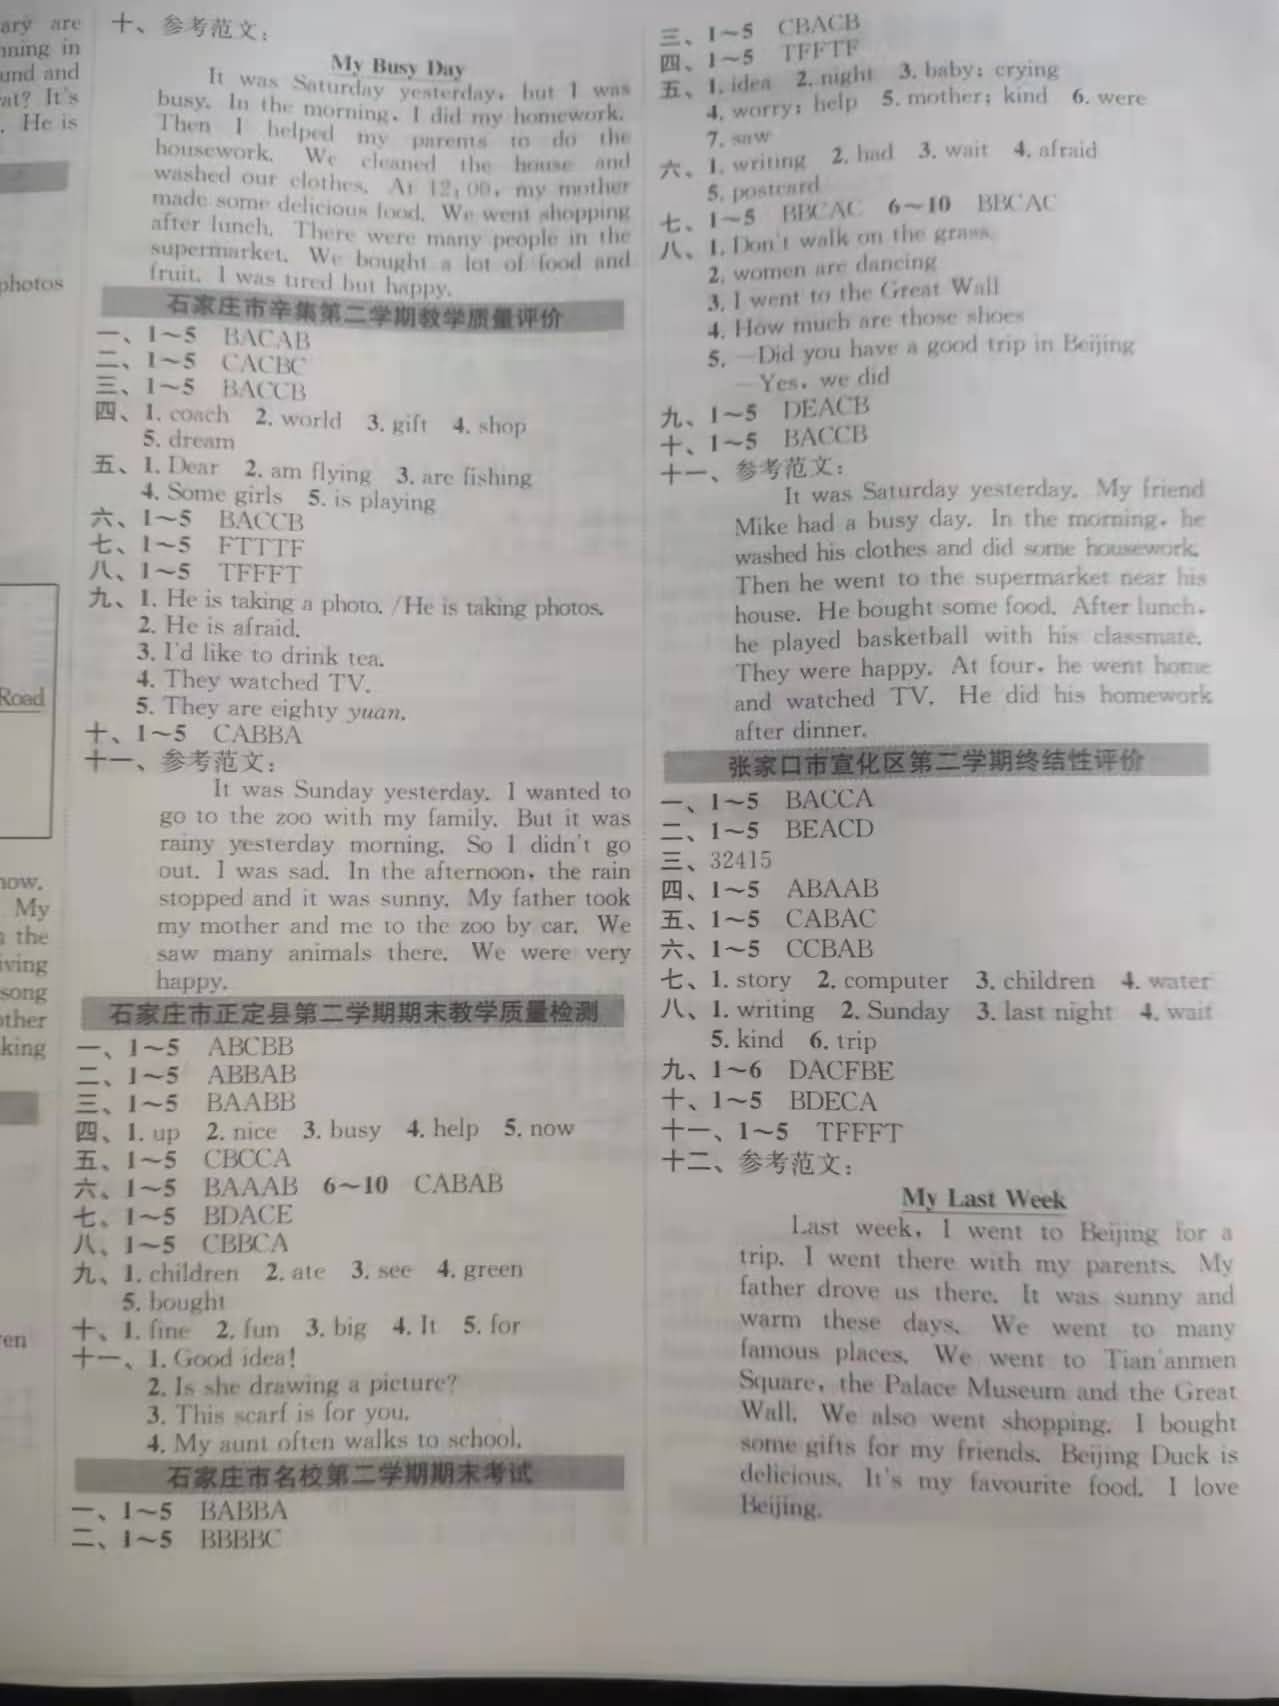 ary are
nning in
und and
at? It's
. He is
photos
Road
now.
My
the
iving
song
other
king
en
十、参考范文:
My Busy Day
It was Saturday yesterday, but I was
busy. In the morning, I did my homework.
Then I helped my parents to do the
housework. We cleaned the house and
washed our clothes. At 12:00, my mother
made some delicious food. We went shopping
after lunch. There were many people in the
supermarket. We bought a lot of food and
fruit. I was tired but happy.
石家庄市辛集第二学期教学质量评价
一、1~5 BACAB
二、1~5 CACBC
三、1~5 BACCB
四、1. coach 2. world 3. gift 4. shop
5. dream
五、1. Dear 2. am flying 3. are fishing
4. Some girls 5. is playing
六、1~5 BACCB
七、1~5 FTTTF
八、1~5 TFFFT
九、1. He is taking a photo. /He is taking photos.
2. He is afraid.
3. I'd like to drink tea.
4. They watched TV.
5. They are eighty yuan.
十、1~5 CABBA
十一、参考范文:
It was Sunday yesterday. I wanted to
go to the zoo with my family. But it was
rainy yesterday morning. So I didn't go
out. I was sad. In the afternoon, the rain
stopped and it was sunny. My father took
my mother and me to the zoo by car. We
saw many animals there. We were very
happy.
石家庄市正定县第二学期期末教学质量检测
一、1~5 ABCBB
二、1~5 ABBAB
三、1~5 BAABB
四、1. up 2. nice 3. busy 4. help 5. now
五、1~5 CBCCA
六、1~5 BAAAB 6~10 CABAB
七、1~5 BDACE
八、1~5 CBBCA
九、1. children 2. ate 3. see 4. green
5. bought
十、1. fine 2. fun 3. big 4. It 5. for
十一、1. Good idea!
2. Is she drawing a picture?
3. This scarf is for you.
4. My aunt often walks to school.
石家庄市名校第二学期期末考试
一、1~5 BABBA
二、1~5 BBBBC
三、1~5 CBACB
四、1~5 TFFTF
五、1. idea 2. night 3. baby; crying
4. worry; help 5. mother; kind 6. were
7. saw
六、1. writing 2. had 3. wait 4. afraid
5. postcard
七、1~5 BBCAC 6~10 BBCAC
八、1. Don't walk on the grass.
2. women are dancing
3. I went to the Great Wall
4. How much are those shoes
5. —Did you have a good trip in Beijing
—Yes, we did
九、1~5 DEACB
十、1~5 BACCB
十一、参考范文:
It was Saturday yesterday. My friend
Mike had a busy day. In the morning, he
washed his clothes and did some housework.
Then he went to the supermarket near his
house. He bought some food. After lunch,
he played basketball with his classmate.
They were happy. At four, he went home
and watched TV. He did his homework
after dinner.
张家口市宣化区第二学期终结性评价
一、1~5 BACCA
二、1~5 BEACD
三、32415
四、1~5 ABAAB
五、1~5 CABAC
六、1~5 CCBAB
七、1. story 2. computer 3. children 4. water
八、1. writing 2. Sunday 3. last night 4. wait
5. kind 6. trip
九、1~6 DACFBE
十、1~5 BDECA
十一、1~5 TFFFT
十二、参考范文:
My Last Week
Last week, I went to Beijing for a
trip. I went there with my parents. My
father drove us there. It was sunny and
warm these days. We went to many
famous places. We went to Tian'anmen
Square, the Palace Museum and the Great
Wall. We also went shopping. I bought
some gifts for my friends. Beijing Duck is
delicious. It's my favourite food. I love
Beijing.